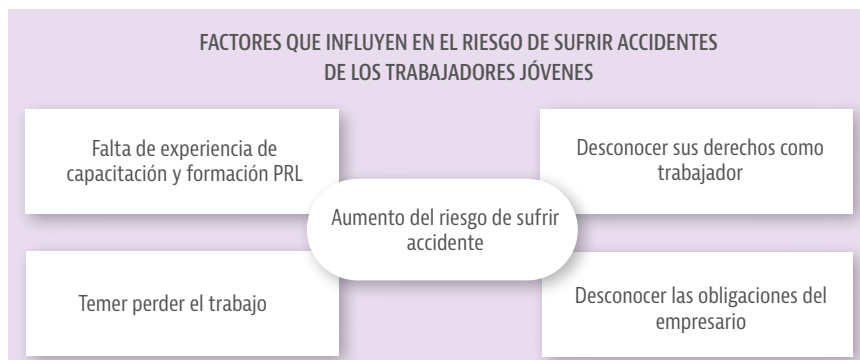 FACTORES QUE INFLUYEN EN EL RIESGO DE SUFRIR ACCIDENTES
DE LOS TRABAJADORES JÓVENES
Falta de experiencia de
capacitación y formación PRL
Desconocer sus derechos como
trabajador
Aumento del riesgo de sufrir
accidente
Temer perder el trabajo
Desconocer las obligaciones del
empresario